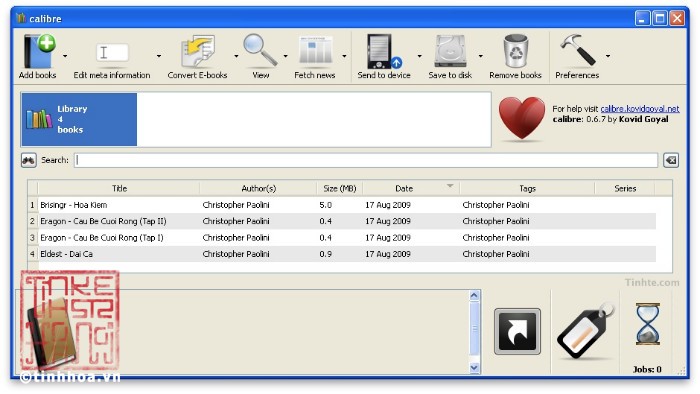 calibre
Add books
Edit meta information
Convert E-books
View
Fetch news
Send to device
Save to disk
Remove books
Preferences
Library
4
books
For help visit calibre.kovidgoyal.net
calibre: 0.6.7 by Kovid Goyal
Search:
Title Author(s) Size (MB) Date Tags Series
1 Brisingr - Hoa Kiem Christopher Paolini 5.0 17 Aug 2009 Christopher Paolini
2 Eragon - Cau Be Cuoi Rong (Tap II) Christopher Paolini 0.4 17 Aug 2009 Christopher Paolini
3 Eragon - Cau Be Cuoi Rong (Tap I) Christopher Paolini 0.4 17 Aug 2009 Christopher Paolini
4 Eldest - Dai Ca Christopher Paolini 0.9 17 Aug 2009 Christopher Paolini
Tinhte.com
©tinhhoa.vn
Jobs: 0